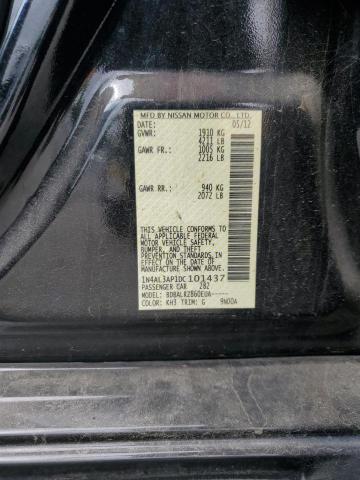 MFD BY NISSAN MOTOR CO., LTD.
DATE: 05/12
GVWR: 1910 KG
4211 LB
GAWR FR: 1005 KG
2216 LB
GAWR RR: 940 KG
2072 LB
THIS VEHICLE CONFORMS TO ALL
APPLICABLE FEDERAL MOTOR
VEHICLE SAFETY, BUMPER, AND
THEFT PREVENTION STANDARDS
IN EFFECT ON THE DATE OF
MANUFACTURE SHOWN ABOVE.
1N4AL3AP1DC101437
PASSENGER CAR 282
MODEL: BDBALRZB60EUA-----
COLOR: KH3 TRIM: G 9N00A